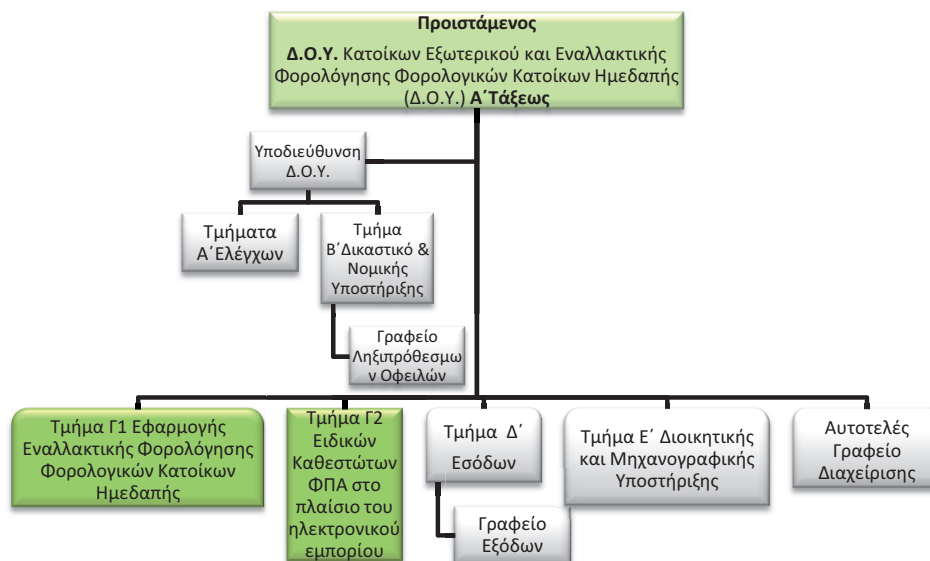 Προιστάμενος
Δ.Ο.Υ. Κατοίκων Εξωτερικού και Εναλλακτικής
Φορολόγησης Φορολογικών Κατοίκων Ημεδαπής
(Δ.Ο.Υ.) Α΄Τάξεως
Υποδιεύθυνση
Δ.Ο.Υ.
Τμήματα
Α΄Ελέγχων
Τμήμα
Β΄Δικαστικό &
Νομικής
Υποστήριξης
Γραφείο
Ληξιπρόθεσμω
ν Οφειλών
Τμήμα Γ1 Εφαρμογής
Εναλλακτικής Φορολόγησης
Φορολογικών Κατοίκων
Ημεδαπής
Τμήμα Γ2
Ειδικών
Καθεστώτων
ΦΠΑ στο
πλαίσιο του
ηλεκτρονικού
εμπορίου
Τμήμα Δ΄
Εσόδων
Γραφείο
Εξόδων
Τμήμα Ε΄ Διοικητικής
και Μηχανογραφικής
Υποστήριξης
Αυτοτελές
Γραφείο
Διαχείρισης